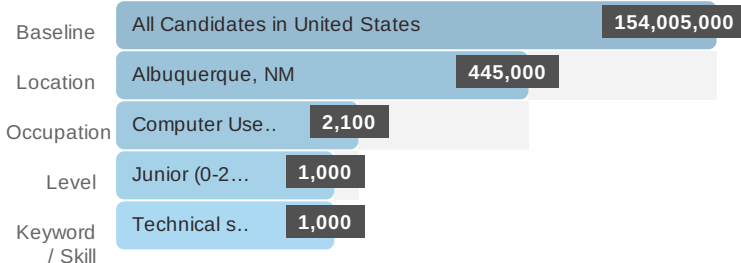 Baseline
All Candidates in United States
154,005,000
Location
Albuquerque, NM
445,000
Occupation
Computer Use..
2,100
Level
Junior (0-2...
1,000
Keyword
/ Skill
Technical s..
1,000